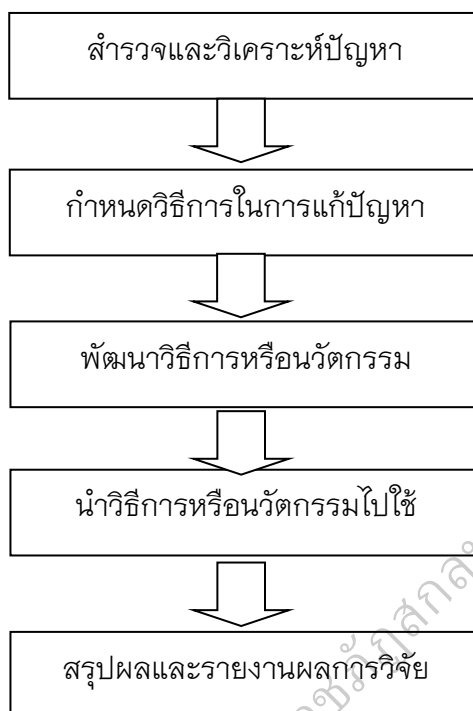 สำรวจและวิเคราะห์ปัญหา
กำหนดวิธีการในการแก้ปัญหา
พัฒนาวิธีการหรือนวัตกรรม
นำวิธีการหรือนวัตกรรมไปใช้
สรุปผลและรายงานผลการวิจัย